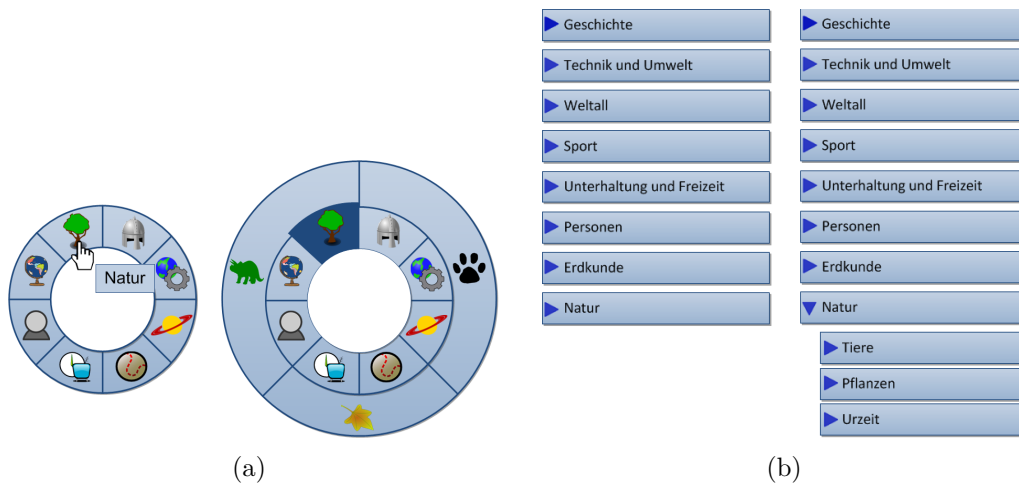 Natur
(a)
Geschichte
Technik und Umwelt
Weltall
Sport
Unterhaltung und Freizeit
Personen
Erdkunde
Natur
Geschichte
Technik und Umwelt
Weltall
Sport
Unterhaltung und Freizeit
Personen
Erdkunde
Natur
Tiere
Pflanzen
Urzeit
(b)